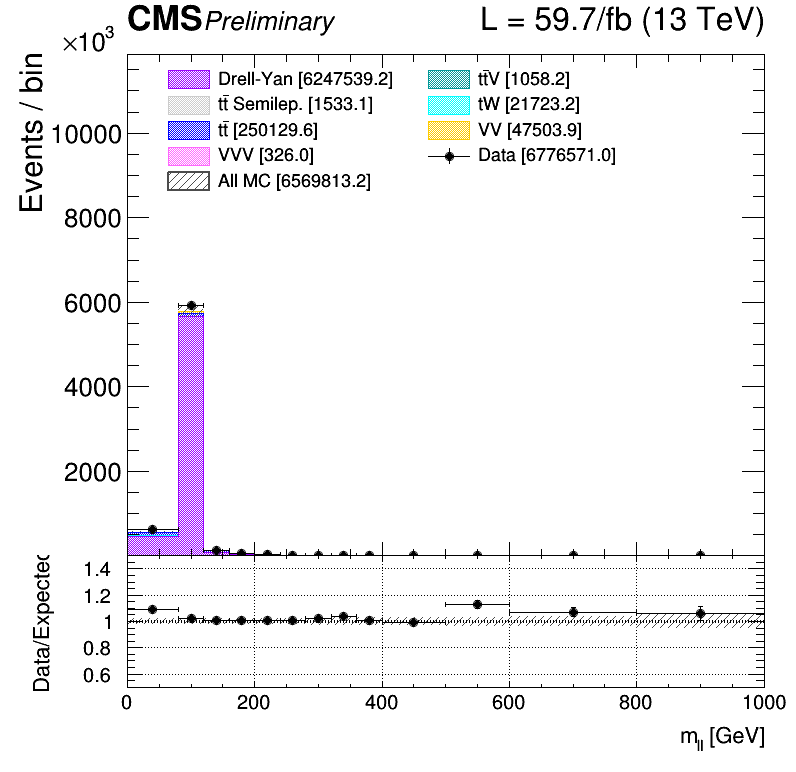 CMS Preliminary L = 59.7/fb (13 TeV)
×10³
Events / bin
Drell-Yan [6247539.2]
tt̄ Semilep. [1533.1]
tt̄ [250129.6]
VVV [326.0]
All MC [6569813.2]
tt̄V [1058.2]
tW [21723.2]
VV [47503.9]
Data [6776571.0]
10000
8000
6000
4000
2000
Data/Expected
1.4
1.2
1
0.8
0.6
0 200 400 600 800 1000
m_ll [GeV]